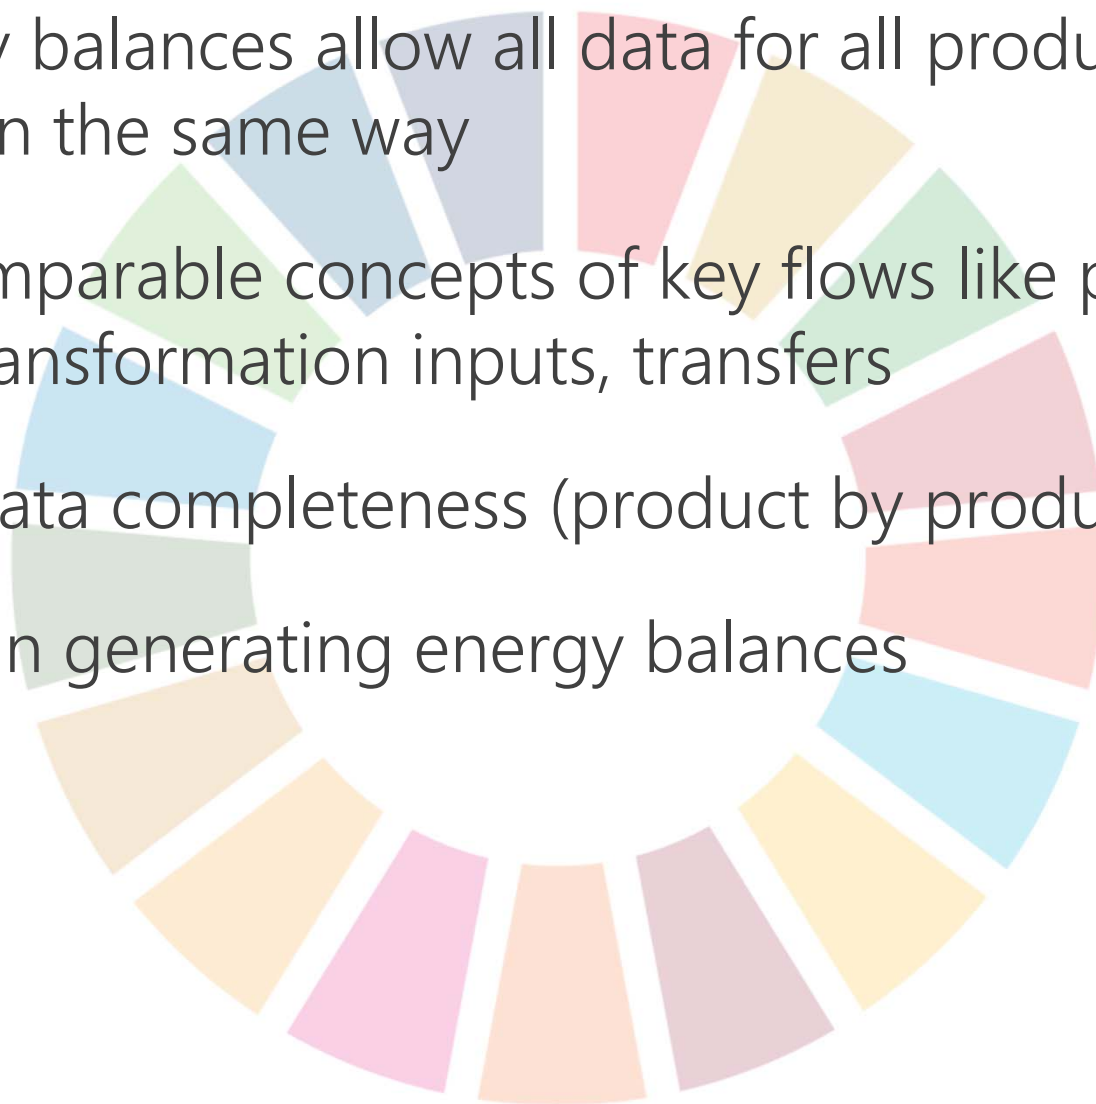 y balances allow all data for all produ
n the same way
mparable concepts of key flows like p
ansformation inputs, transfers
ata completeness (product by produ
n generating energy balances